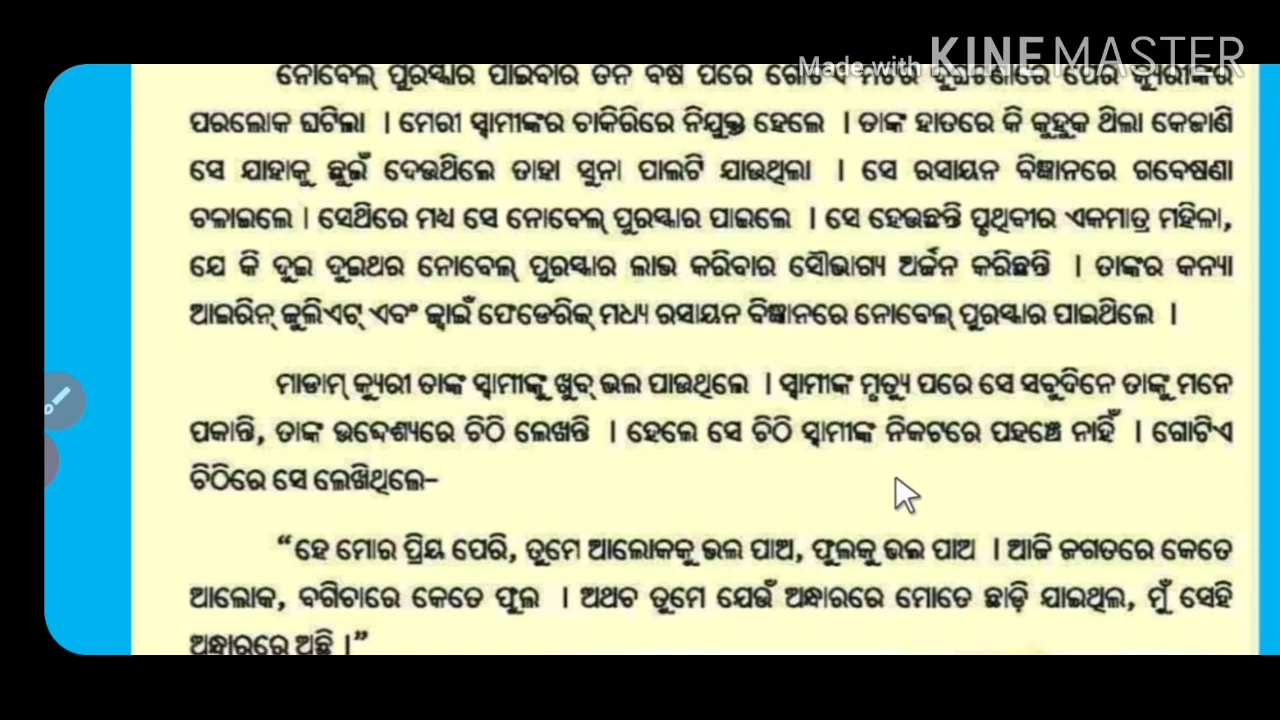 Made with KINEMASTER
ନୋବେଲ୍ ପୁରସ୍କାର ପାଇବାର ତିନି ବର୍ଷ ପରେ ଗୋଟିଏ ମଟର ଦୁର୍ଘଟଣାରେ ପେରି କ୍ୟୁରୀଙ୍କର
ପରଲୋକ ଘଟିଲା । ମେରୀ ସ୍ୱାମୀଙ୍କର ଚାକିରିରେ ନିଯୁକ୍ତ ହେଲେ । ତାଙ୍କ ହାତରେ କି କୁହୁକ ଥିଲା କେଜାଣି
ସେ ଯାହାକୁ ଛୁଇଁ ଦେଉଥିଲେ ତାହା ସୁନା ପାଲଟି ଯାଉଥିଲା । ସେ ରସାୟନ ବିଜ୍ଞାନରେ ଗବେଷଣା
ଚଳାଇଲେ । ସେଥିରେ ମଧ୍ୟ ସେ ନୋବେଲ୍ ପୁରସ୍କାର ପାଇଲେ । ସେ ହେଉଛନ୍ତି ପୃଥିବୀର ଏକମାତ୍ର ମହିଳା,
ଯେ କି ଦୁଇ ଦୁଇଥର ନୋବେଲ୍ ପୁରସ୍କାର ଲାଭ କରିବାର ସୌଭାଗ୍ୟ ଅର୍ଜନ କରିଛନ୍ତି । ତାଙ୍କର କନ୍ୟା
ଆଇରିନ୍ ଜୁଲିଏଟ୍ ଏବଂ ଜ୍ୱାଇଁ ଫେଡେରିକ୍ ମଧ୍ୟ ରସାୟନ ବିଜ୍ଞାନରେ ନୋବେଲ୍ ପୁରସ୍କାର ପାଇଥିଲେ ।
ମାଡାମ୍ କ୍ୟୁରୀ ତାଙ୍କ ସ୍ୱାମୀଙ୍କୁ ଖୁବ୍ ଭଲ ପାଉଥିଲେ । ସ୍ୱାମୀଙ୍କ ମୃତ୍ୟୁ ପରେ ସେ ସବୁଦିନେ ତାଙ୍କୁ ମନେ
ପକାନ୍ତି, ତାଙ୍କ ଉଦ୍ଦେଶ୍ୟରେ ଚିଠି ଲେଖନ୍ତି । ହେଲେ ସେ ଚିଠି ସ୍ୱାମୀଙ୍କ ନିକଟରେ ପହଞ୍ଚେ ନାହିଁ । ଗୋଟିଏ
ଚିଠିରେ ସେ ଲେଖିଥିଲେ–
“ହେ ମୋର ପ୍ରିୟ ପେରି, ତୁମେ ଆଲୋକକୁ ଭଲ ପାଅ, ଫୁଲକୁ ଭଲ ପାଅ । ଆଜି ଜଗତରେ କେତେ
ଆଲୋକ, ବଗିଚାରେ କେତେ ଫୁଲ । ଅଥଚ ତୁମେ ଯେଉଁ ଅନ୍ଧାରରେ ମୋତେ ଛାଡ଼ି ଯାଇଥିଲ, ମୁଁ ସେହି
ଅନ୍ଧାରରେ ଅଛି ।”